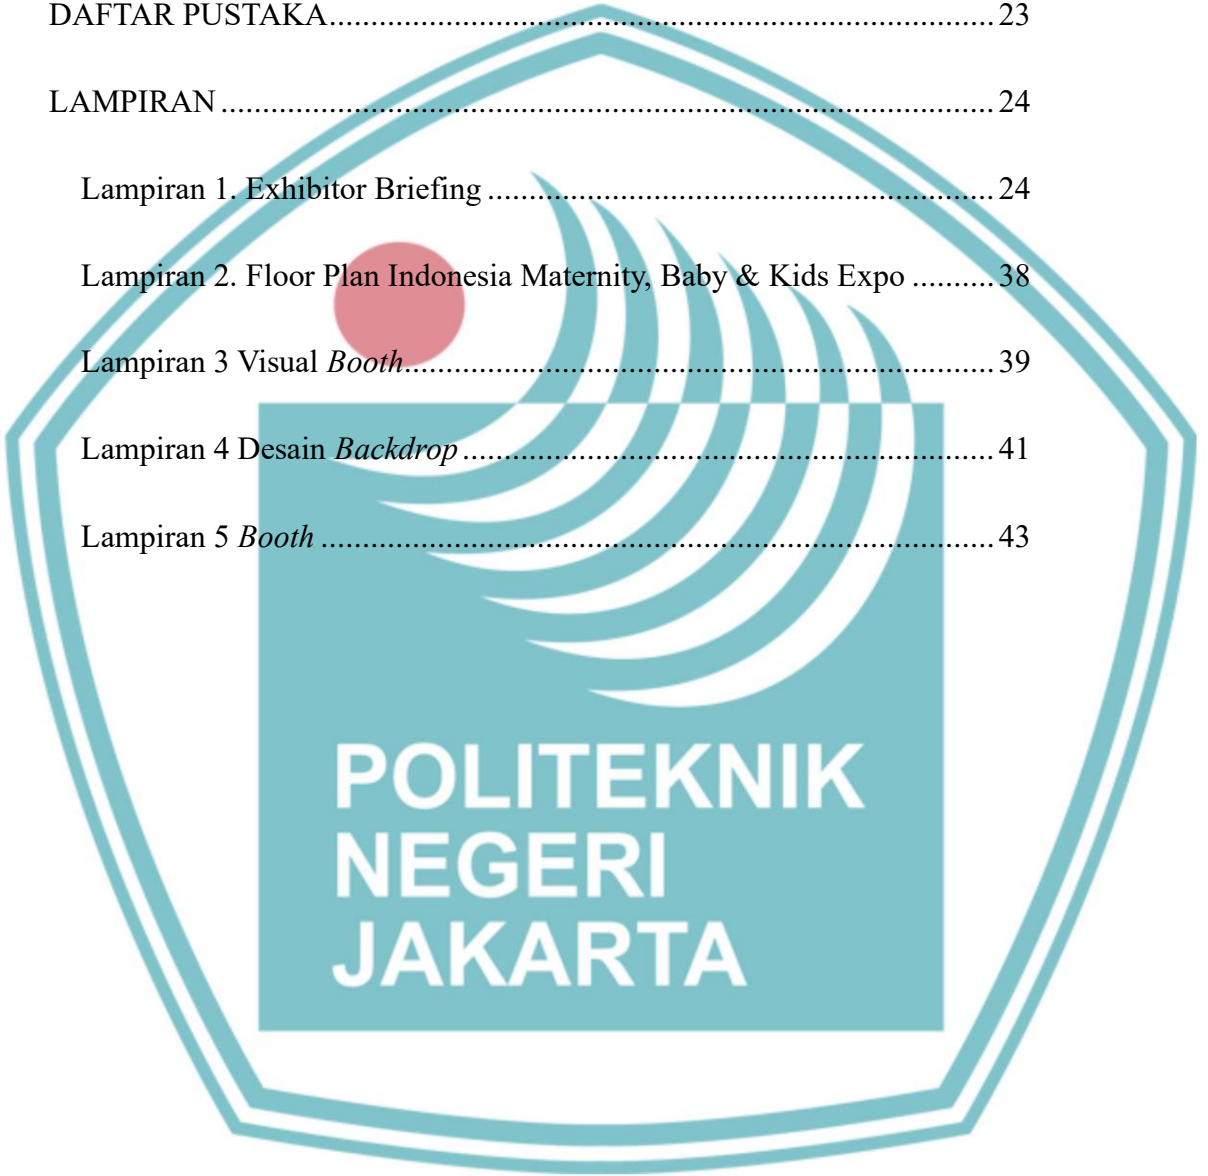 DAFTAR PUSTAKA.......................................................................................23
LAMPIRAN....................................................................................................24
Lampiran 1. Exhibitor Briefing..................................................................24
Lampiran 2. Floor Plan Indonesia Maternity, Baby & Kids Expo..........38
Lampiran 3 Visual Booth............................................................................39
Lampiran 4 Desain Backdrop.....................................................................41
Lampiran 5 Booth.......................................................................................43
POLITEKNIK
NEGERI
JAKARTA